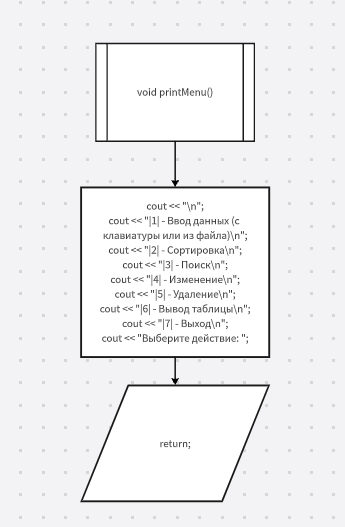 void printMenu()
cout << "\n";
cout << "|1| - Ввод данных (с
клавиатуры или из файла)\n";
cout << "|2| - Сортировка\n";
cout << "|3| - Поиск\n";
cout << "|4| - Изменение\n";
cout << "|5| - Удаление\n";
cout << "|6| - Вывод таблицы\n";
cout << "|7| - Выход\n";
cout << "Выберите действие: ";
return;